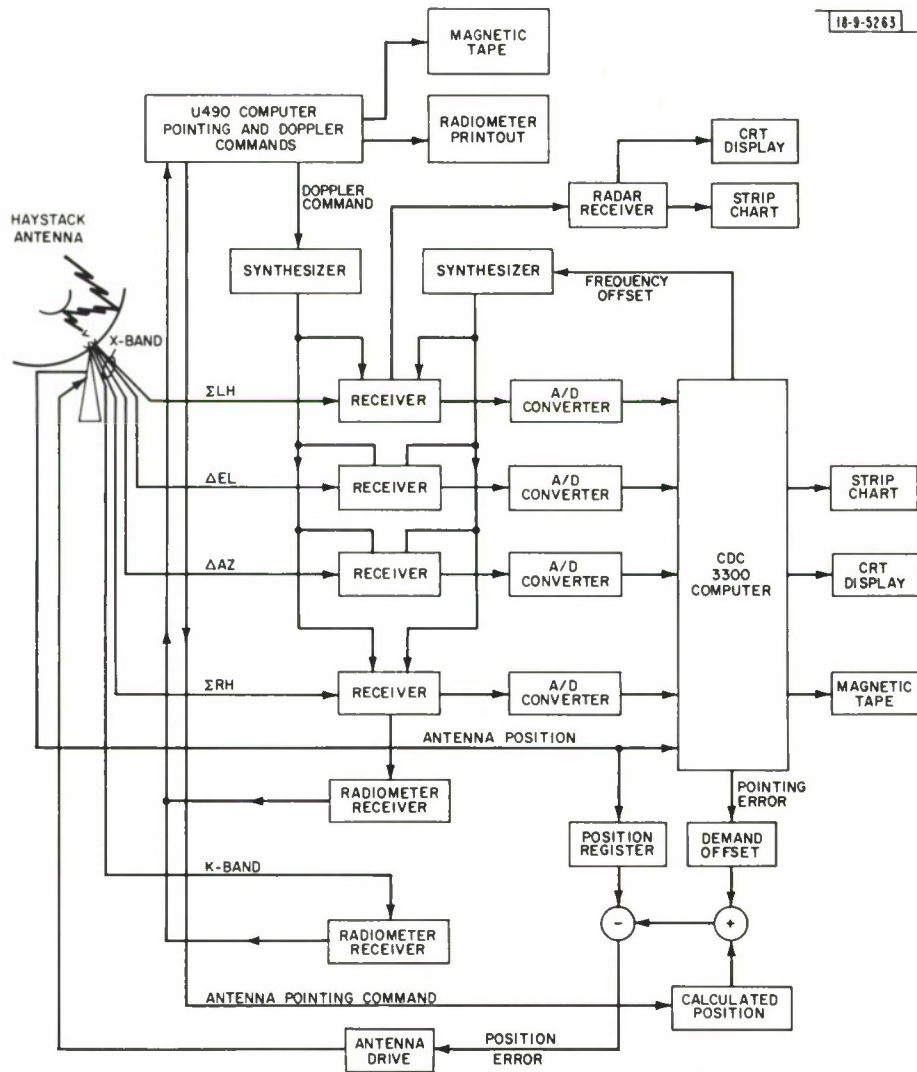 18-9-5263
MAGNETIC
TAPE
U490 COMPUTER
POINTING AND DOPPLER
COMMANDS
RADIOMETER
PRINTOUT
CRT
DISPLAY
DOPPLER
COMMAND
RADAR
RECEIVER
STRIP
CHART
HAYSTACK
ANTENNA
SYNTHESIZER
SYNTHESIZER
FREQUENCY
OFFSET
X-BAND
ΣLH
RECEIVER
A/D
CONVERTER
ΔEL
RECEIVER
A/D
CONVERTER
STRIP
CHART
ΔAZ
RECEIVER
A/D
CONVERTER
CDC
3300
COMPUTER
CRT
DISPLAY
ΣRH
RECEIVER
A/D
CONVERTER
MAGNETIC
TAPE
ANTENNA POSITION
RADIOMETER
RECEIVER
POINTING
ERROR
POSITION
REGISTER
DEMAND
OFFSET
K-BAND
-
+
RADIOMETER
RECEIVER
ANTENNA POINTING COMMAND
CALCULATED
POSITION
ANTENNA
DRIVE
POSITION
ERROR